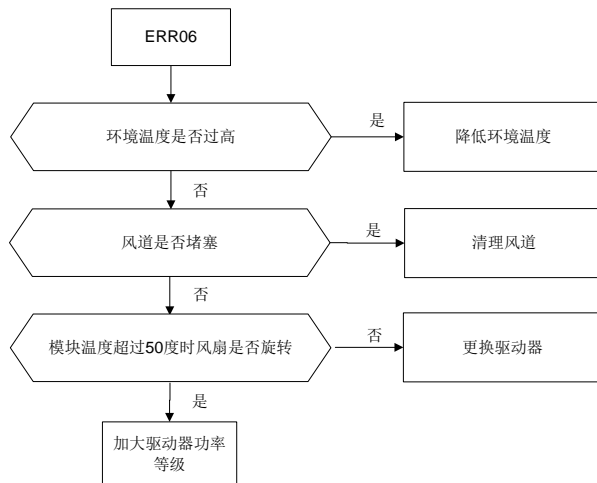 ERR06
环境温度是否过高
是
降低环境温度
否
风道是否堵塞
是
清理风道
否
模块温度超过50度时风扇是否旋转
否
更换驱动器
是
加大驱动器功率
等级